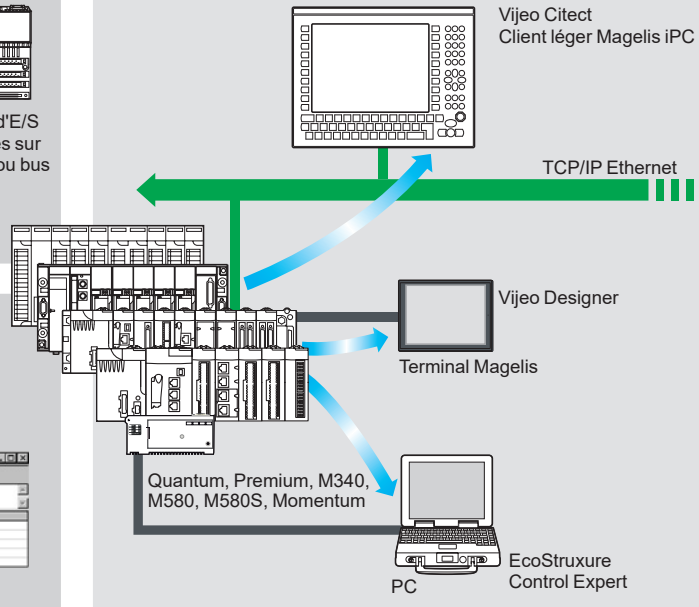 Vijeo Citect
Client léger Magelis iPC
d'E/S
es sur
ou bus
TCP/IP Ethernet
Vijeo Designer
Terminal Magelis
Quantum, Premium, M340,
M580, M580S, Momentum
EcoStruxure
Control Expert
PC